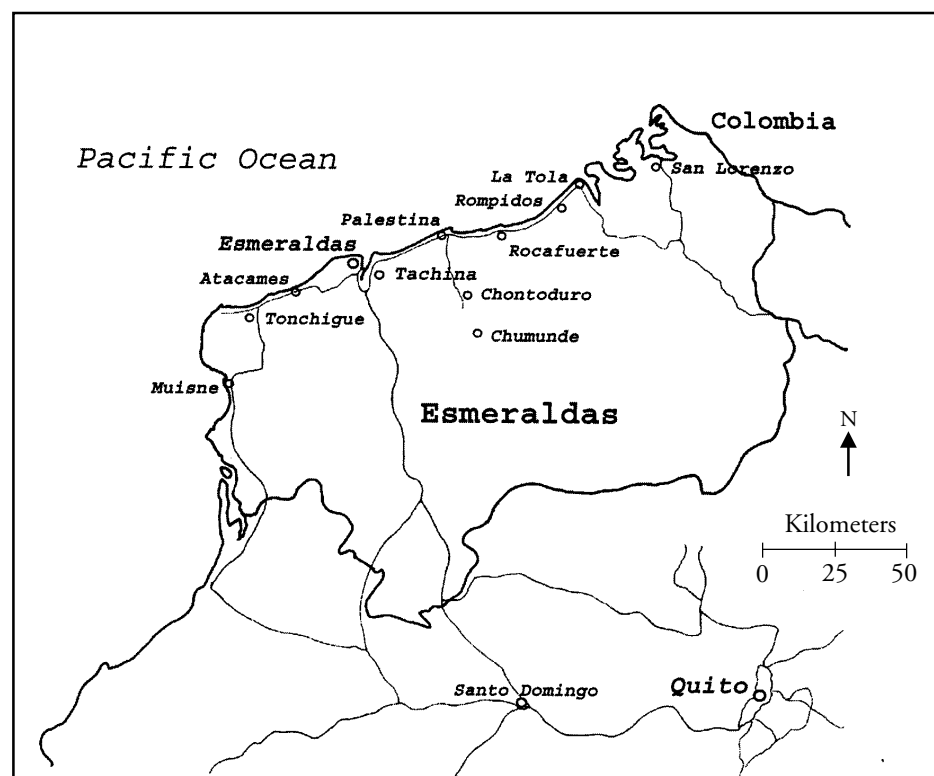 Colombia
Pacific Ocean
San Lorenzo
La Tola
Rompidos
Palestina
Esmeraldas
Rocafuerte
Atacames
Tachina
Chontoduro
Tonchigue
Chumunde
Muisne
Esmeraldas
N
Kilometers
0 25 50
Santo Domingo
Quito